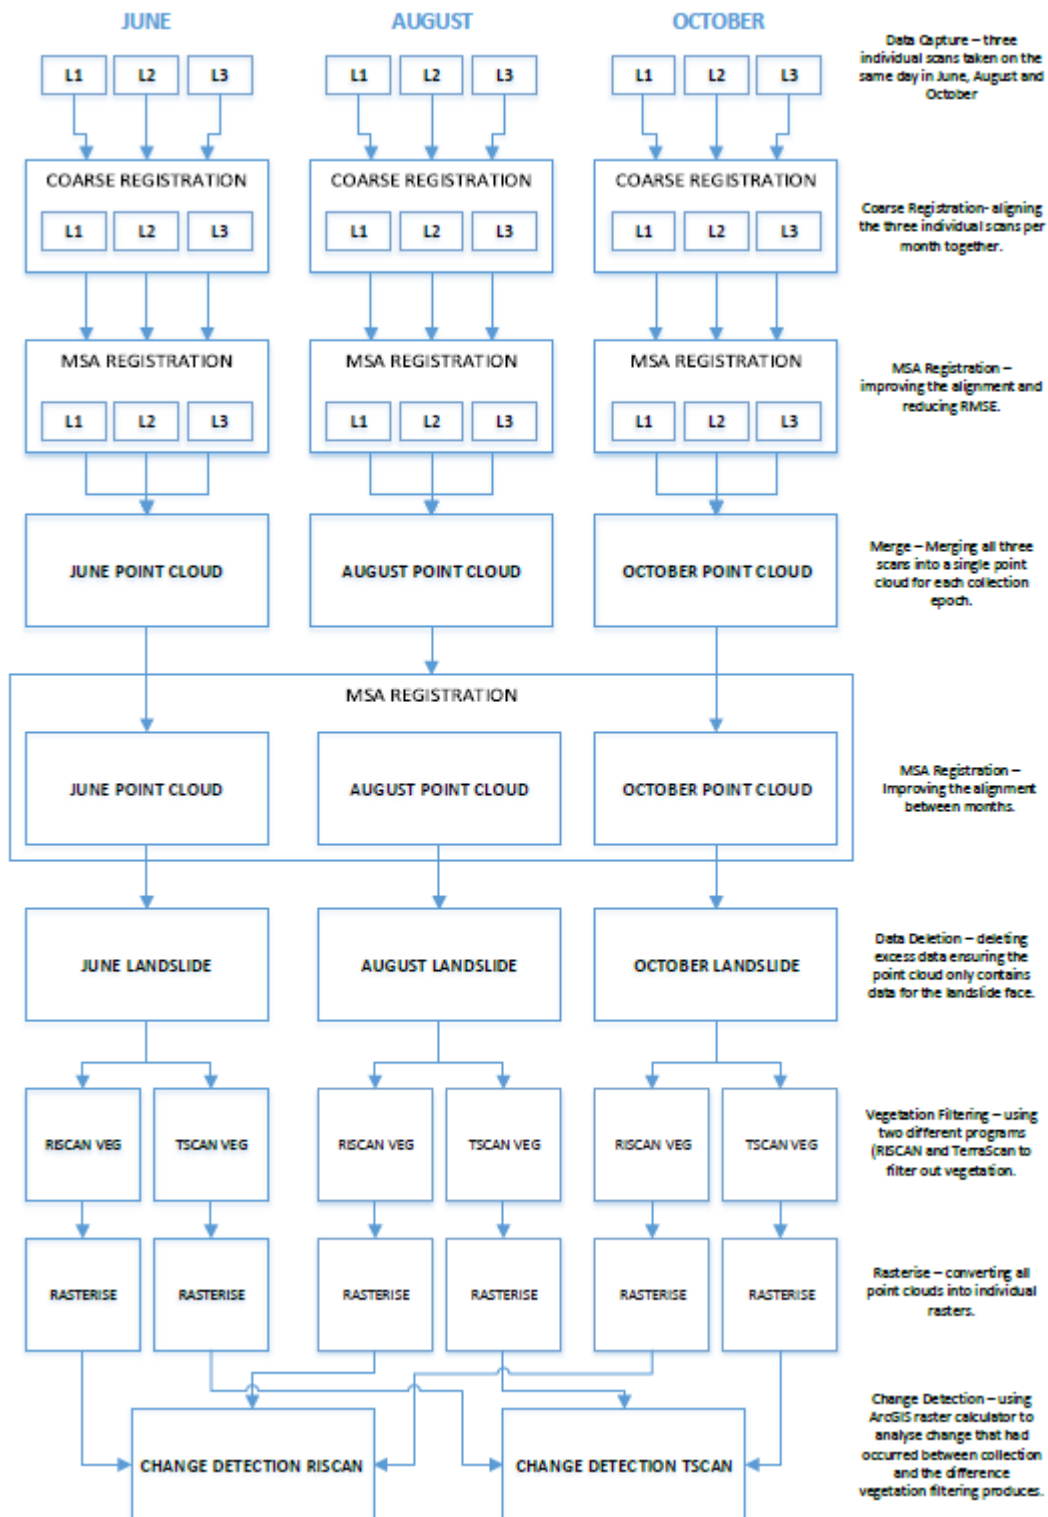 JUNE AUGUST OCTOBER
L1 L2 L3 L1 L2 L3 L1 L2 L3
Data Capture – three
individual scans taken on the
same day in June, August and
October
COARSE REGISTRATION COARSE REGISTRATION COARSE REGISTRATION
L1 L2 L3 L1 L2 L3 L1 L2 L3
Coarse Registration- aligning
the three individual scans per
month together.
MSA REGISTRATION MSA REGISTRATION MSA REGISTRATION
L1 L2 L3 L1 L2 L3 L1 L2 L3
MSA Registration –
improving the alignment and
reducing RMSE.
JUNE POINT CLOUD AUGUST POINT CLOUD OCTOBER POINT CLOUD
Merge – Merging all three
scans into a single point
cloud for each collection
epoch.
MSA REGISTRATION
JUNE POINT CLOUD AUGUST POINT CLOUD OCTOBER POINT CLOUD
MSA Registration –
Improving the alignment
between months.
JUNE LANDSLIDE AUGUST LANDSLIDE OCTOBER LANDSLIDE
Data Deletion – deleting
excess data ensuring the
point cloud only contains
data for the landslide face.
RISCAN VEG TSCAN VEG RISCAN VEG TSCAN VEG RISCAN VEG TSCAN VEG
Vegetation Filtering – using
two different programs
(RISCAN and TerraScan to
filter out vegetation.
RASTERISE RASTERISE RASTERISE RASTERISE RASTERISE RASTERISE
Rasterise – converting all
point clouds into individual
rasters.
CHANGE DETECTION RISCAN CHANGE DETECTION TSCAN
Change Detection – using
ArcGIS raster calculator to
analyse change that had
occurred between collection
and the difference
vegetation filtering produces.